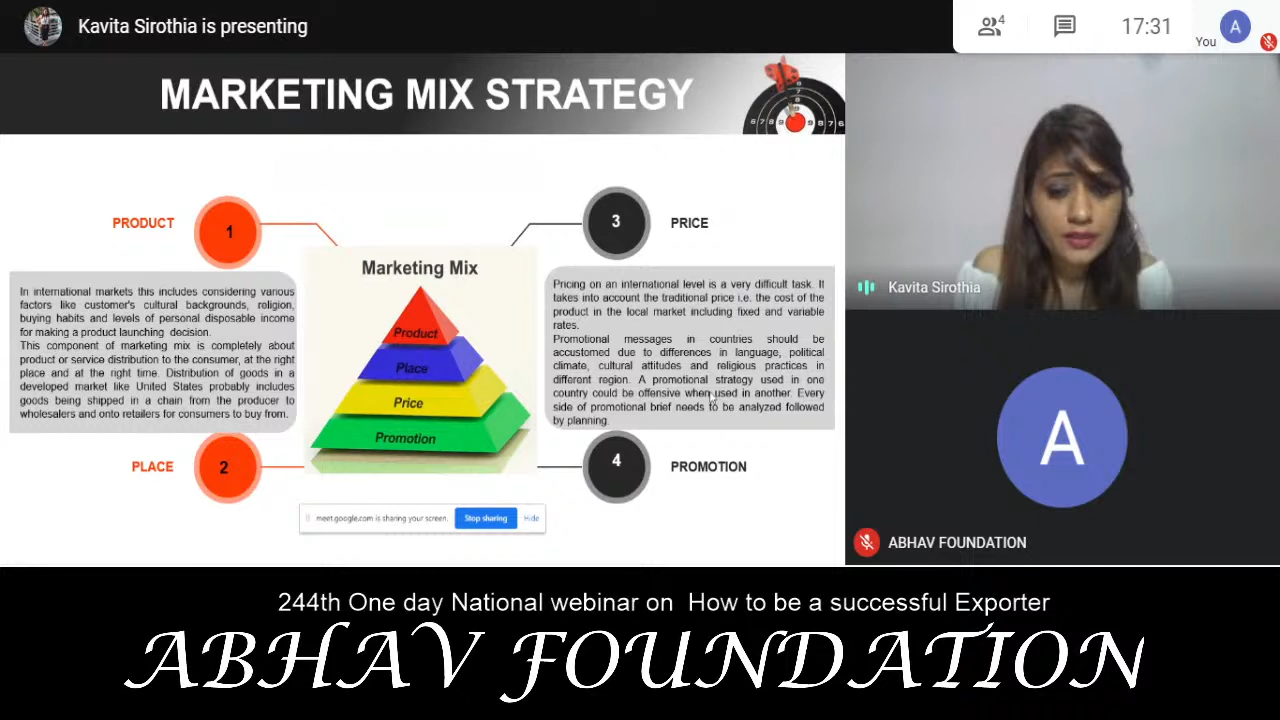 Kavita Sirothia is presenting
4
17:31
You
A
MARKETING MIX STRATEGY
PRODUCT
1
3
PRICE
In international markets this includes considering various
factors like customer's cultural backgrounds, religion,
buying habits and levels of personal disposable income
for making a product launching decision.
This component of marketing mix is completely about
product or service distribution to the consumer, at the right
place and at the right time. Distribution of goods in a
developed market like United States probably includes
goods being shipped in a chain from the producer to
wholesalers and onto retailers for consumers to buy from.
Marketing Mix
Product
Place
Price
Promotion
Pricing on an international level is a very difficult task. It
takes into account the traditional price i.e. the cost of the
product in the local market including fixed and variable
rates.
Promotional messages in countries should be
accustomed due to differences in language, political
climate, cultural attitudes and religious practices in
different region. A promotional strategy used in one
country could be offensive when used in another. Every
side of promotional brief needs to be analyzed followed
by planning.
PLACE
2
4
PROMOTION
meet.google.com is sharing your screen.
Stop sharing
Hide
Kavita Sirothia
A
ABHAV FOUNDATION
244th One day National webinar on How to be a successful Exporter
ABHAV FOUNDATION